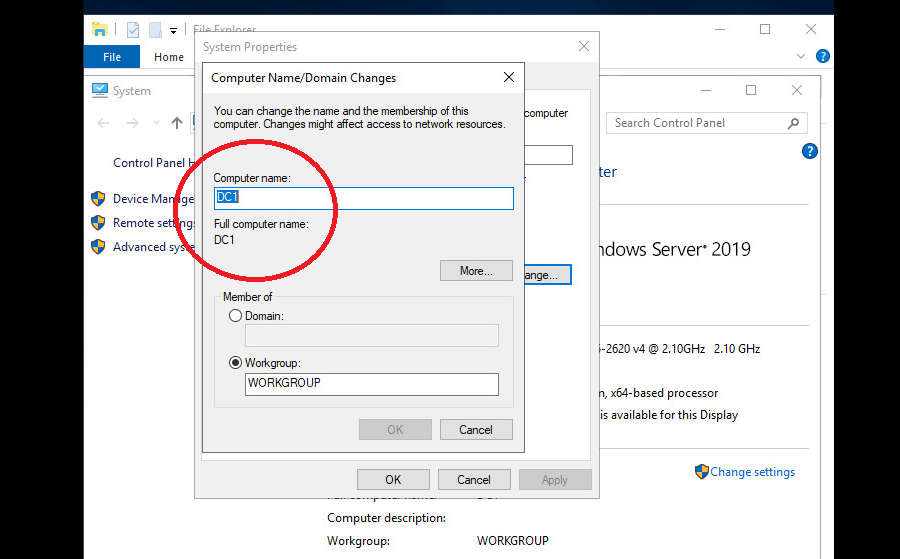 File Explorer
System Properties
File
Home
Computer Name/Domain Changes
System
You can change the name and the membership of this
computer. Changes might affect access to network resources.
computer
Search Control Panel
Control Panel H
Computer name:
DC1
Device Manage
Full computer name:
DC1
Remote settings
Advanced syste
ndows Server® 2019
More...
ange...
Member of
Domain:
Workgroup:
WORKGROUP
-2620 v4 @ 2.10GHz 2.10 GHz
x64-based processor
is available for this Display
OK
Cancel
Change settings
OK
Cancel
Apply
Computer description:
Workgroup:
WORKGROUP